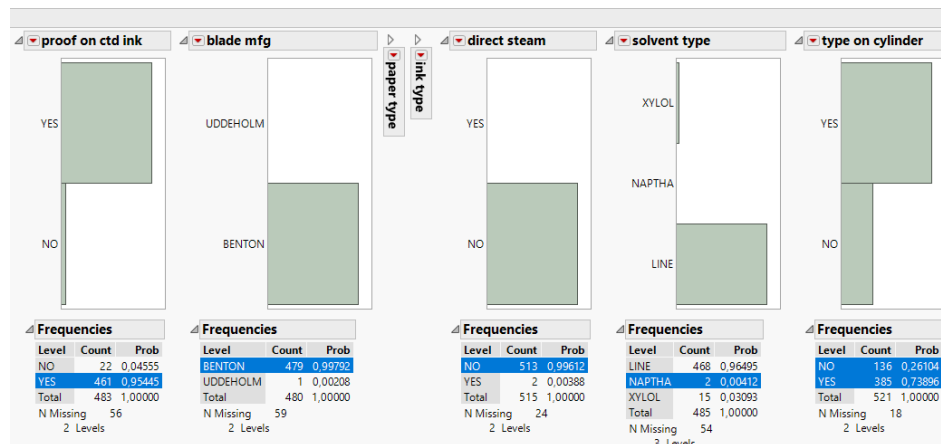 proof on ctd ink
YES
NO
Frequencies
Level Count Prob
NO 22 0,04555
YES 461 0,95445
Total 483 1,00000
N Missing 56
2 Levels
blade mfg
UDDEHOLM
BENTON
Frequencies
Level Count Prob
BENTON 479 0,99792
UDDEHOLM 1 0,00208
Total 480 1,00000
N Missing 59
2 Levels
paper type
ink type
direct steam
YES
NO
Frequencies
Level Count Prob
NO 513 0,99612
YES 2 0,00388
Total 515 1,00000
N Missing 24
2 Levels
solvent type
XYLOL
NAPTHA
LINE
Frequencies
Level Count Prob
LINE 468 0,96495
NAPTHA 2 0,00412
XYLOL 15 0,03093
Total 485 1,00000
N Missing 54
3 Levels
type on cylinder
YES
NO
Frequencies
Level Count Prob
NO 136 0,26104
YES 385 0,73896
Total 521 1,00000
N Missing 18
2 Levels